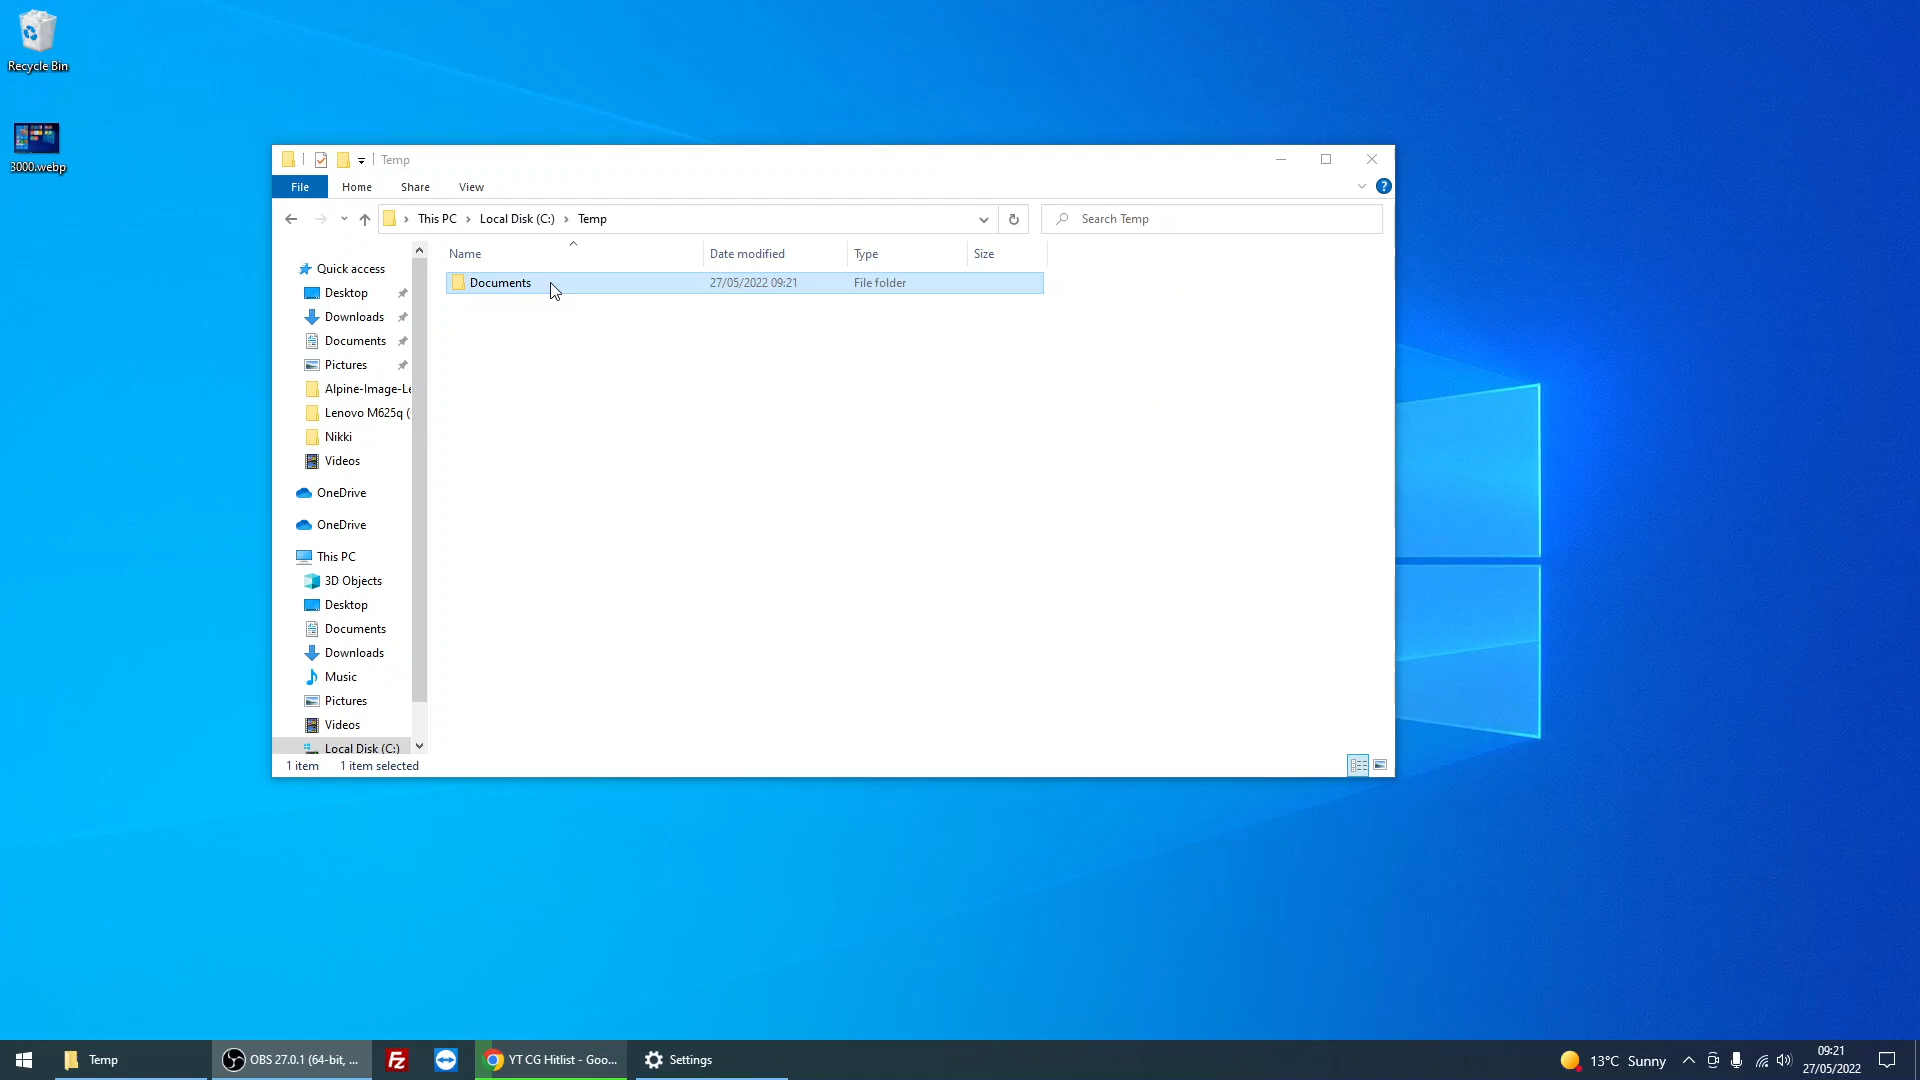 Recycle Bin
3000.webp
Temp
File Home Share View
This PC Local Disk (C:) Temp
Search Temp
Name Date modified Type Size
Documents 27/05/2022 09:21 File folder
Quick access
Desktop
Downloads
Documents
Pictures
Alpine-Image-Le
Lenovo M625q (
Nikki
Videos
OneDrive
OneDrive
This PC
3D Objects
Desktop
Documents
Downloads
Music
Pictures
Videos
Local Disk (C:)
1 item 1 item selected
Temp
OBS 27.0.1 (64-bit, ...
Fz
YT CG Hitlist - Goo...
Settings
13°C Sunny
09:21
27/05/2022